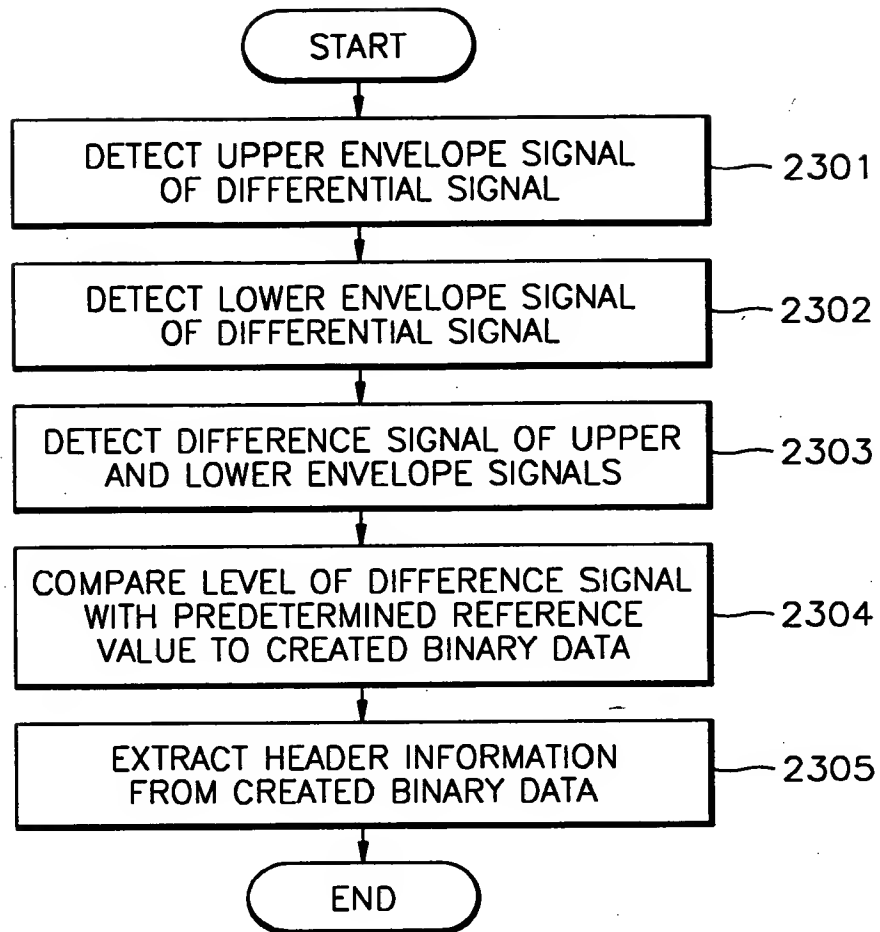 START
DETECT UPPER ENVELOPE SIGNAL
OF DIFFERENTIAL SIGNAL
2301
DETECT LOWER ENVELOPE SIGNAL
OF DIFFERENTIAL SIGNAL
2302
DETECT DIFFERENCE SIGNAL OF UPPER
AND LOWER ENVELOPE SIGNALS
2303
COMPARE LEVEL OF DIFFERENCE SIGNAL
WITH PREDETERMINED REFERENCE
VALUE TO CREATED BINARY DATA
2304
EXTRACT HEADER INFORMATION
FROM CREATED BINARY DATA
2305
END